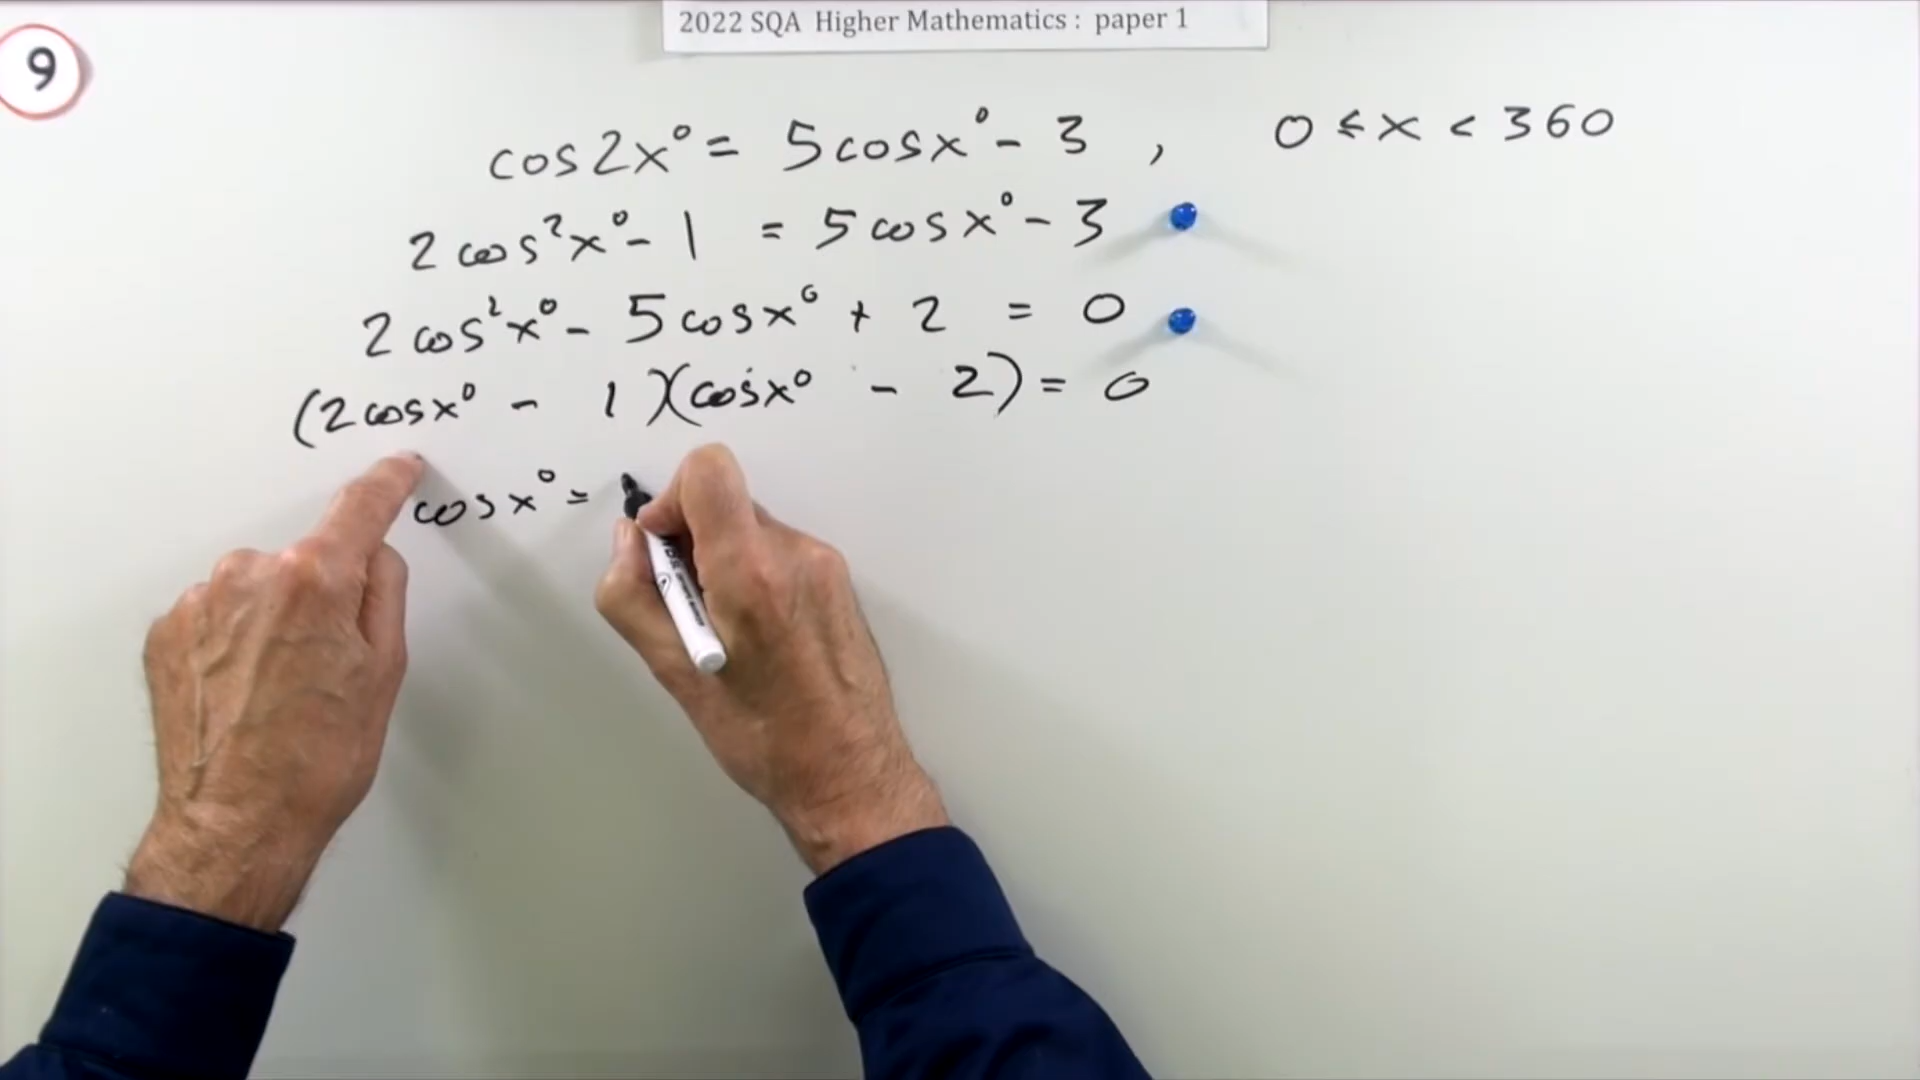 2022 SQA Higher Mathematics : paper 1
9
cos2x° = 5cosx° - 3 , 0 ≤ x < 360
2cos²x° - 1 = 5cosx° - 3
2cos²x° - 5cosx° + 2 = 0
(2cosx° - 1)(cosx° - 2) = 0
cosx° =